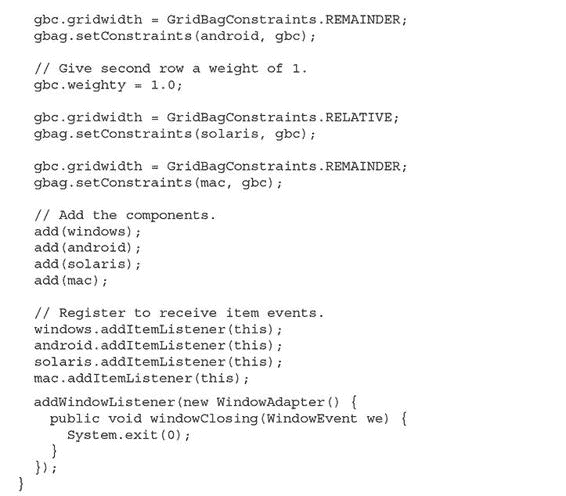 gbc.gridwidth = GridBagConstraints.REMAINDER;
gbag.setConstraints(android, gbc);
// Give second row a weight of 1.
gbc.weighty = 1.0;
gbc.gridwidth = GridBagConstraints.RELATIVE;
gbag.setConstraints(solaris, gbc);
gbc.gridwidth = GridBagConstraints.REMAINDER;
gbag.setConstraints(mac, gbc);
// Add the components.
add(windows);
add(android);
add(solaris);
add(mac);
// Register to receive item events.
windows.addItemListener(this);
android.addItemListener(this);
solaris.addItemListener(this);
mac.addItemListener(this);
addWindowListener(new WindowAdapter() {
public void windowClosing(WindowEvent we) {
System.exit(0);
}
});
}